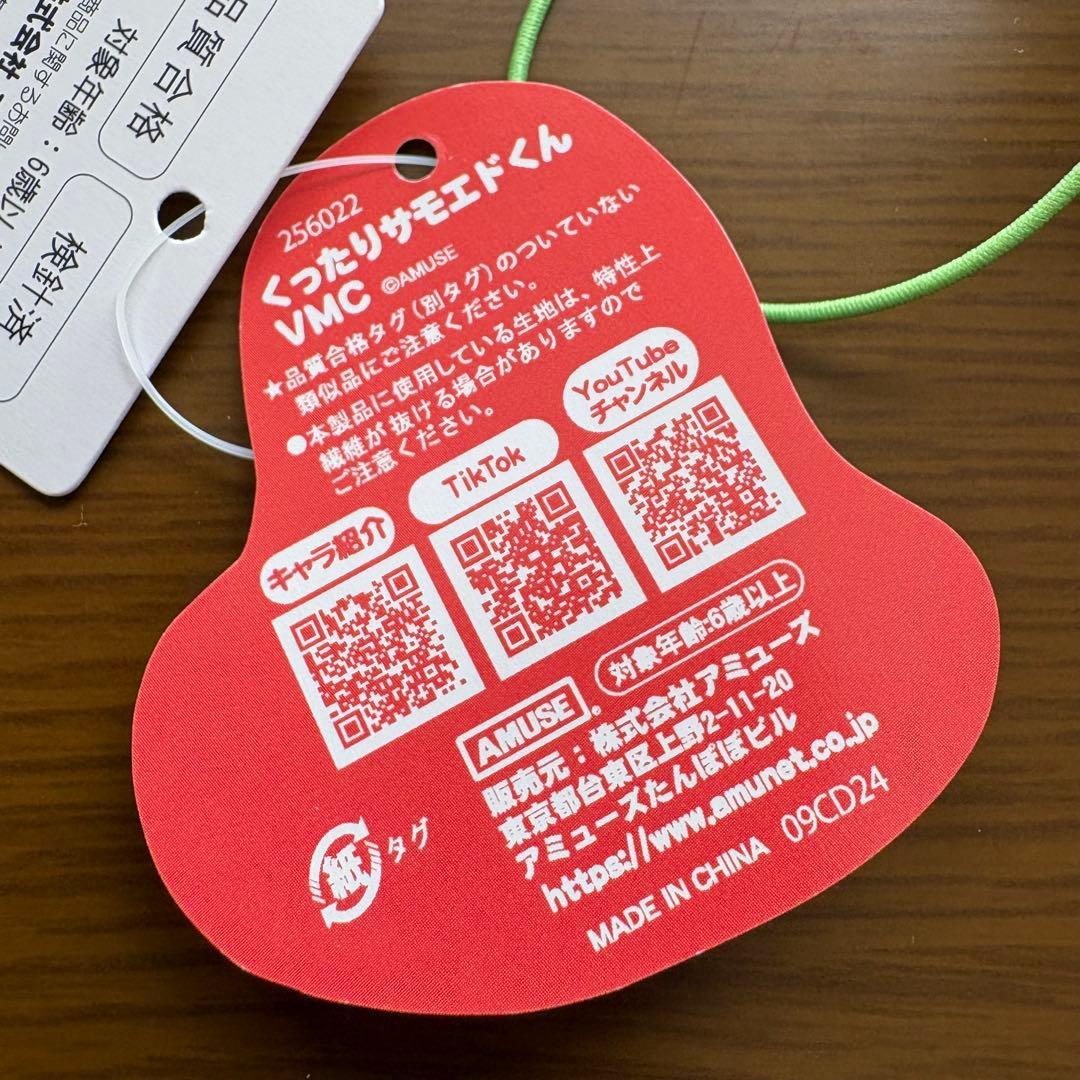 品質合格
対象年齢:6歳以
検針済
256022
くったりサモエドくん
VMC ©AMUSE
★品質合格タグ(別タグ)のついていない
類似品にご注意ください。
●本製品に使用している生地は、特性上
繊維が抜ける場合がありますので
ご注意ください。
キャラ紹介
TikTok
YouTube
チャンネル
対象年齢:6歳以上
AMUSE®
販売元:株式会社アミューズ
東京都台東区上野2-11-20
アミューズたんぽぽビル
https://www.amunet.co.jp
MADE IN CHINA 09CD24
紙 タグ